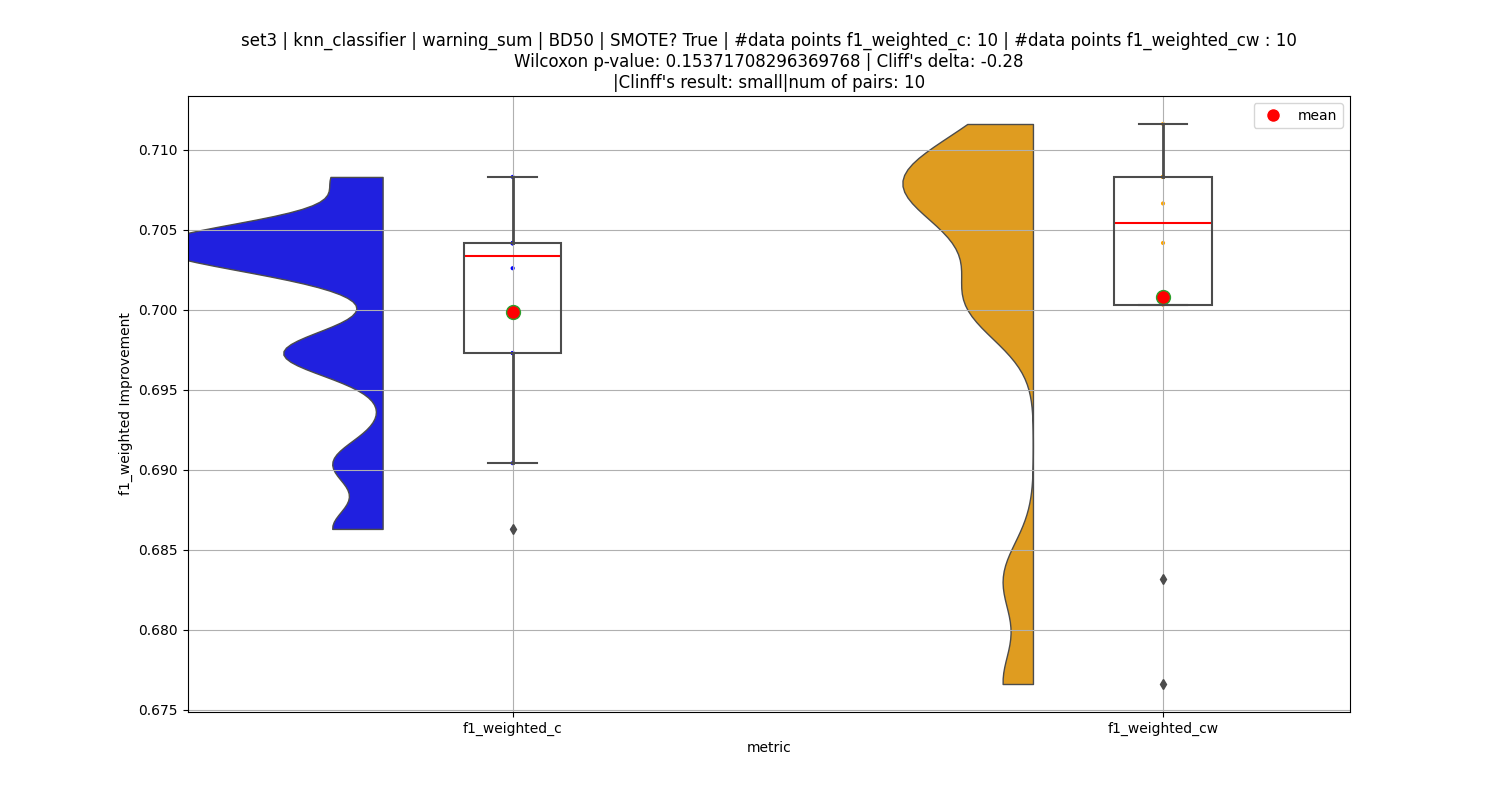 set3 | knn_classifier | warning_sum | BD50 | SMOTE? True | #data points f1_weighted_c: 10 | #data points f1_weighted_cw : 10
Wilcoxon p-value: 0.15371708296369768 | Cliff's delta: -0.28
|Clinff's result: small|num of pairs: 10
mean
0.710
0.705
0.700
0.695
0.690
0.685
0.680
0.675
f1_weighted Improvement
f1_weighted_c
f1_weighted_cw
metric